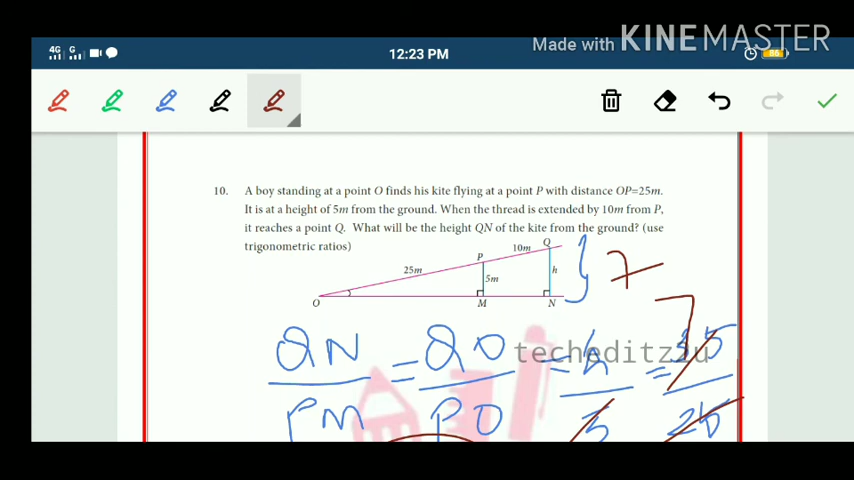 4G G 12:23 PM 66
Made with KINEMASTER
10. A boy standing at a point O finds his kite flying at a point P with distance OP=25m.
It is at a height of 5m from the ground. When the thread is extended by 10m from P,
it reaches a point Q. What will be the height QN of the kite from the ground? (use
trigonometric ratios)
Q
10m
P
25m
h
5m
O
M
N
7
7
QN = QO = h = 35
PM PO 5 25
techeditzzu